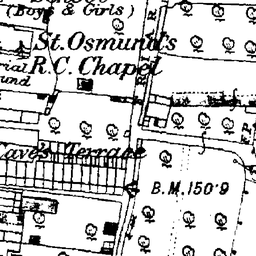 (Boys & Girls)
St. Osmund's
R.C. Chapel
Cave's Terrace
B.M. 150.9
F.P.